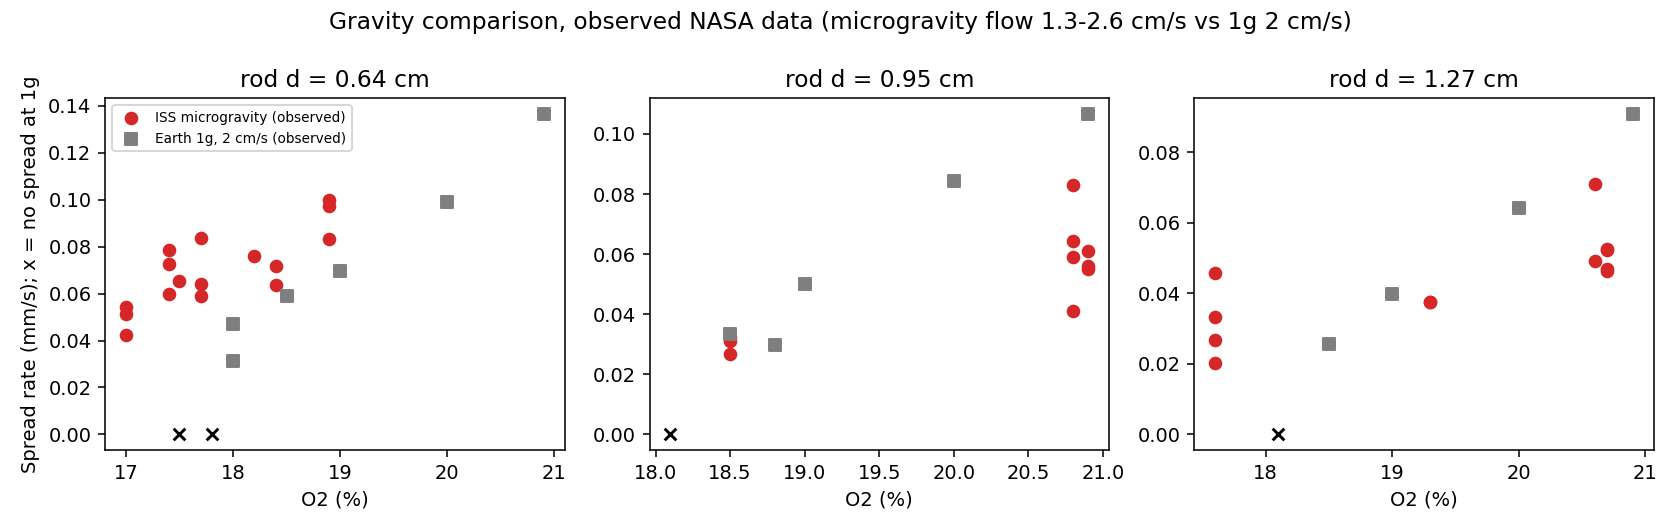 Gravity comparison, observed NASA data (microgravity flow 1.3-2.6 cm/s vs 1g 2 cm/s)
rod d = 0.64 cm
Spread rate (mm/s); x = no spread at 1g
0.14
0.12
0.10
0.08
0.06
0.04
0.02
0.00
ISS microgravity (observed)
Earth 1g, 2 cm/s (observed)
17 18 19 20 21
O2 (%)
rod d = 0.95 cm
0.10
0.08
0.06
0.04
0.02
0.00
18.0 18.5 19.0 19.5 20.0 20.5 21.0
O2 (%)
rod d = 1.27 cm
0.08
0.06
0.04
0.02
0.00
18 19 20 21
O2 (%)